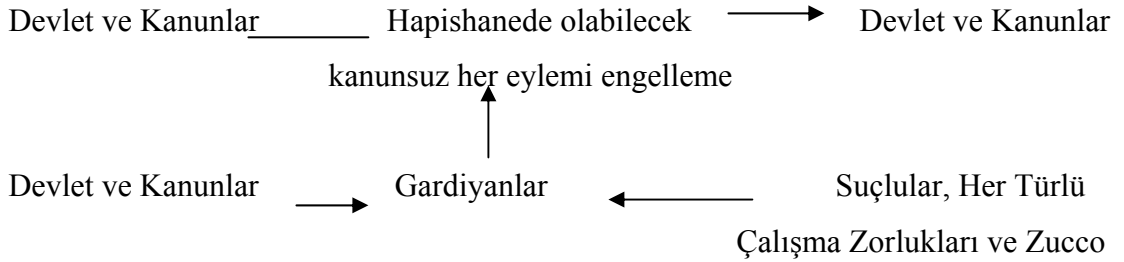 Devlet ve Kanunlar Hapishanede olabilecek Devlet ve Kanunlar
kanunsuz her eylemi engelleme
Devlet ve Kanunlar Gardiyanlar Suçlular, Her Türlü
Çalışma Zorlukları ve Zucco